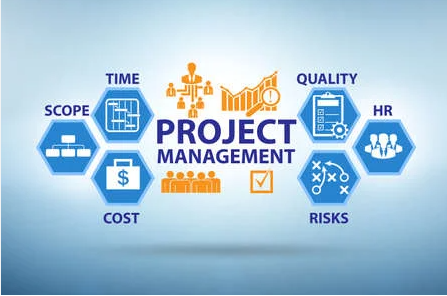 TIME
QUALITY
SCOPE
HR
PROJECT
MANAGEMENT
$
COST
RISKS